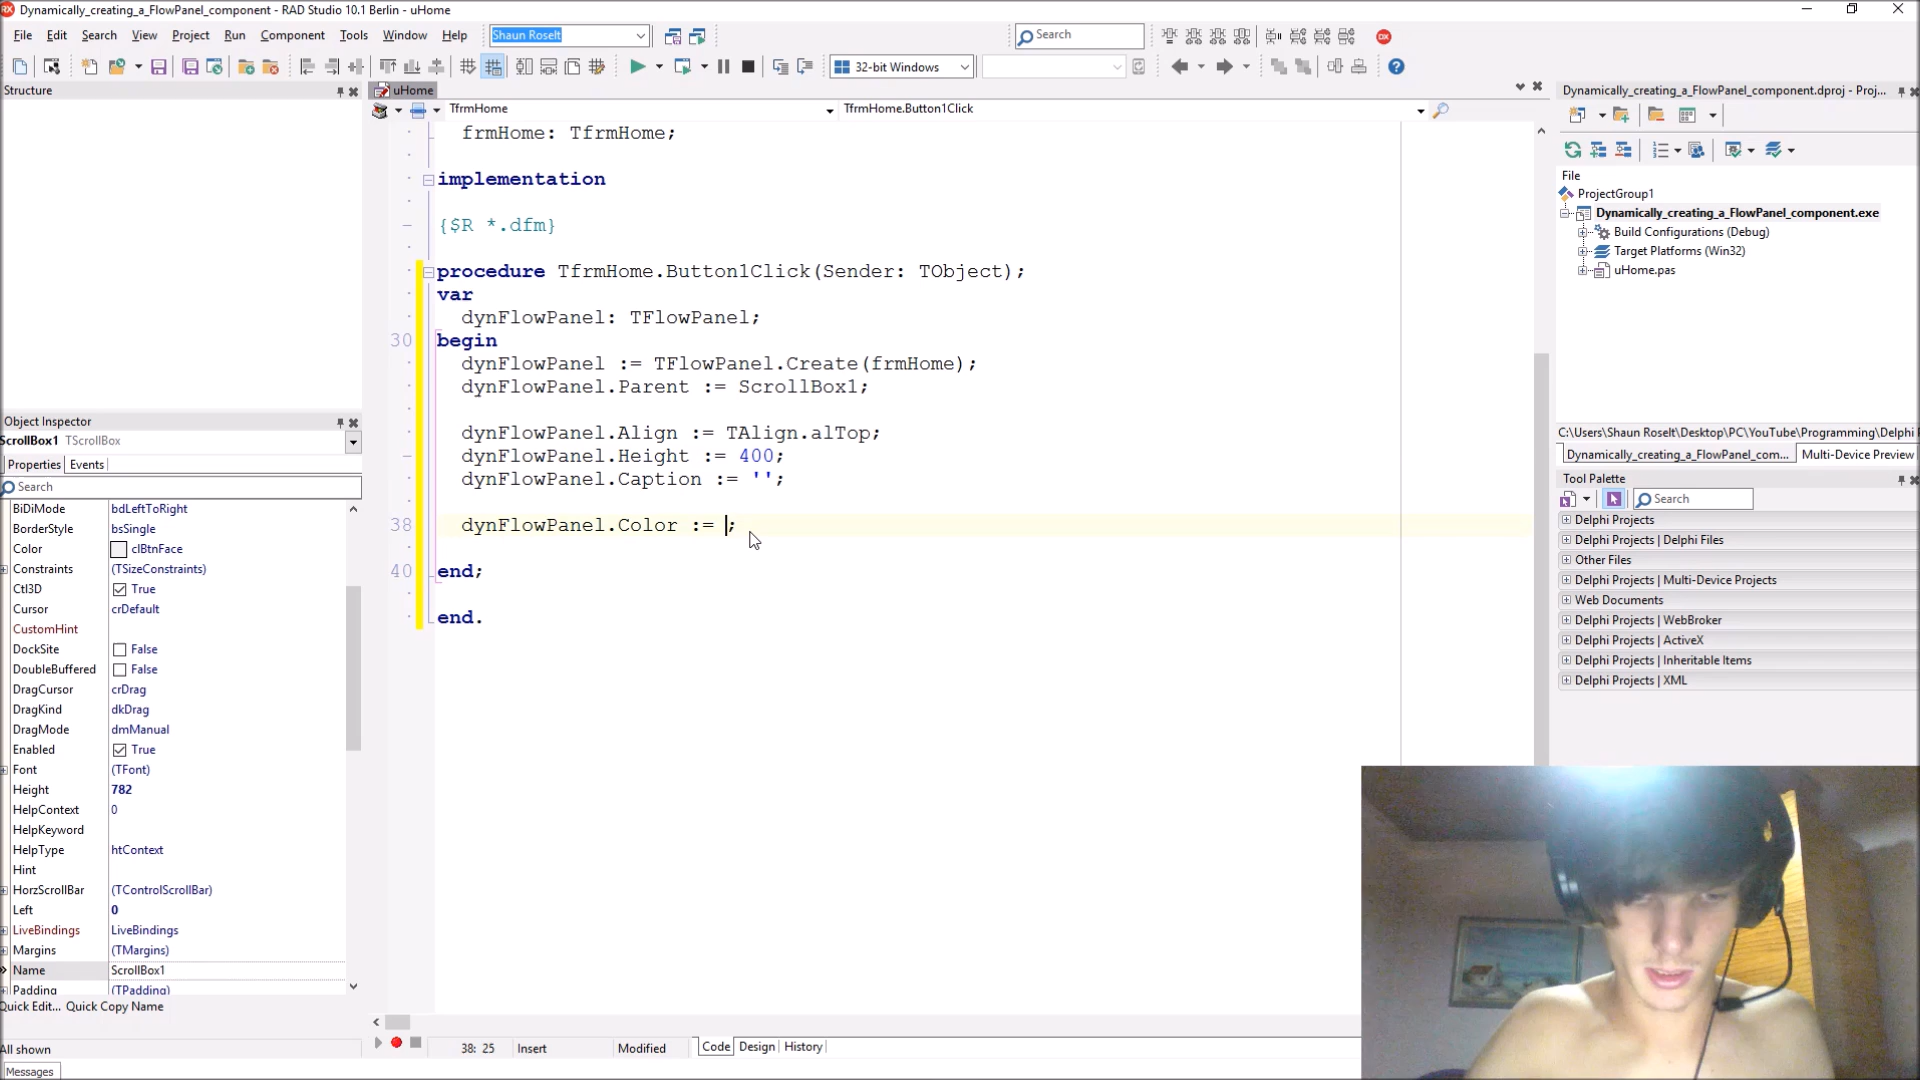 Dynamically_creating_a_FlowPanel_component - RAD Studio 10.1 Berlin - uHome
File Edit Search View Project Run Component Tools Window Help Shaun Roselt Search
32-bit Windows
Structure
uHome
TfrmHome TfrmHome.Button1Click
frmHome: TfrmHome;
implementation
{$R *.dfm}
procedure TfrmHome.Button1Click(Sender: TObject);
var
dynFlowPanel: TFlowPanel;
30 begin
dynFlowPanel := TFlowPanel.Create(frmHome);
dynFlowPanel.Parent := ScrollBox1;
dynFlowPanel.Align := TAlign.alTop;
dynFlowPanel.Height := 400;
dynFlowPanel.Caption := '';
38 dynFlowPanel.Color := ;
40 end;
end.
Object Inspector
ScrollBox1 TScrollBox
Properties Events
Search
BiDiMode bdLeftToRight
BorderStyle bsSingle
Color clBtnFace
Constraints (TSizeConstraints)
Ctl3D True
Cursor crDefault
CustomHint
DockSite False
DoubleBuffered False
DragCursor crDrag
DragKind dkDrag
DragMode dmManual
Enabled True
Font (TFont)
Height 782
HelpContext 0
HelpKeyword
HelpType htContext
Hint
HorzScrollBar (TControlScrollBar)
Left 0
LiveBindings LiveBindings
Margins (TMargins)
Name ScrollBox1
Padding (TPadding)
Quick Edit... Quick Copy Name
All shown
Messages
38: 25 Insert Modified Code Design History
Dynamically_creating_a_FlowPanel_component.dproj - Proj...
File
ProjectGroup1
Dynamically_creating_a_FlowPanel_component.exe
Build Configurations (Debug)
Target Platforms (Win32)
uHome.pas
C:\Users\Shaun Roselt\Desktop\PC\YouTube\Programming\Delphi
Dynamically_creating_a_FlowPanel_com... Multi-Device Preview
Tool Palette
Search
Delphi Projects
Delphi Projects | Delphi Files
Other Files
Delphi Projects | Multi-Device Projects
Web Documents
Delphi Projects | WebBroker
Delphi Projects | ActiveX
Delphi Projects | Inheritable Items
Delphi Projects | XML